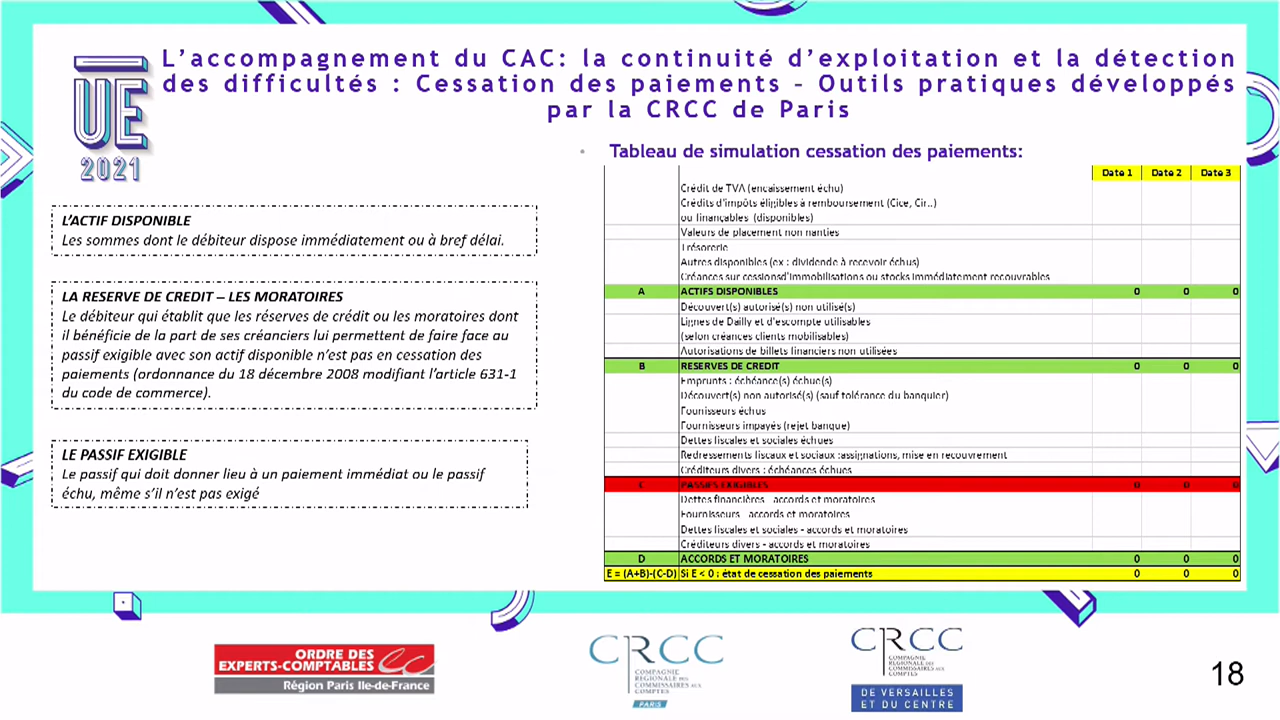 L'accompagnement du CAC: la continuité d'exploitation et la détection
des difficultés : Cessation des paiements – Outils pratiques développés
par la CRCC de Paris
UE
2021
L'ACTIF DISPONIBLE
Les sommes dont le débiteur dispose immédiatement ou à bref délai.
LA RESERVE DE CREDIT – LES MORATOIRES
Le débiteur qui établit que les réserves de crédit ou les moratoires dont
il bénéficie de la part de ses créanciers lui permettent de faire face au
passif exigible avec son actif disponible n'est pas en cessation des
paiements (ordonnance du 18 décembre 2008 modifiant l'article 631-1
du code de commerce).
LE PASSIF EXIGIBLE
Le passif qui doit donner lieu à un paiement immédiat ou le passif
échu, même s'il n'est pas exigé
• Tableau de simulation cessation des paiements:
Date 1 Date 2 Date 3
Crédit de TVA (encaissement échu)
Crédits d'impôts éligibles à remboursement (Cice, Cir..)
ou finançables (disponibles)
Valeurs de placement non nanties
Trésorerie
Autres disponibles (ex : dividende à recevoir échus)
Créances sur cessionsd'immobilisations ou stocks immédiatement recouvrables
A ACTIFS DISPONIBLES 0 0 0
Découvert(s) autorisé(s) non utilisé(s)
Lignes de Dailly et d'escompte utilisables
(selon créances clients mobilisables)
Autorisations de billets financiers non utilisées
B RESERVES DE CREDIT 0 0 0
Emprunts : échéance(s) échue(s)
Découvert(s) non autorisé(s) (sauf tolérance du banquier)
Fournisseurs échus
Fournisseurs impayés (rejet banque)
Dettes fiscales et sociales échues
Redressements fiscaux et sociaux :assignations, mise en recouvrement
Créditeurs divers : échéances échues
C PASSIFS EXIGIBLES 0 0 0
Dettes financières - accords et moratoires
Fournisseurs - accords et moratoires
Dettes fiscales et sociales - accords et moratoires
Créditeurs divers - accords et moratoires
D ACCORDS ET MORATOIRES 0 0 0
E = (A+B)-(C-D) Si E < 0 : état de cessation des paiements 0 0 0
ORDRE DES
EXPERTS-COMPTABLES
Région Paris Ile-de-France
CRCC
COMPAGNIE
REGIONALE DES
COMMISSAIRES AUX
COMPTES
PARIS
CRCC
COMPAGNIE
REGIONALE DES
COMMISSAIRES AUX
COMPTES
DE VERSAILLES
ET DU CENTRE
18